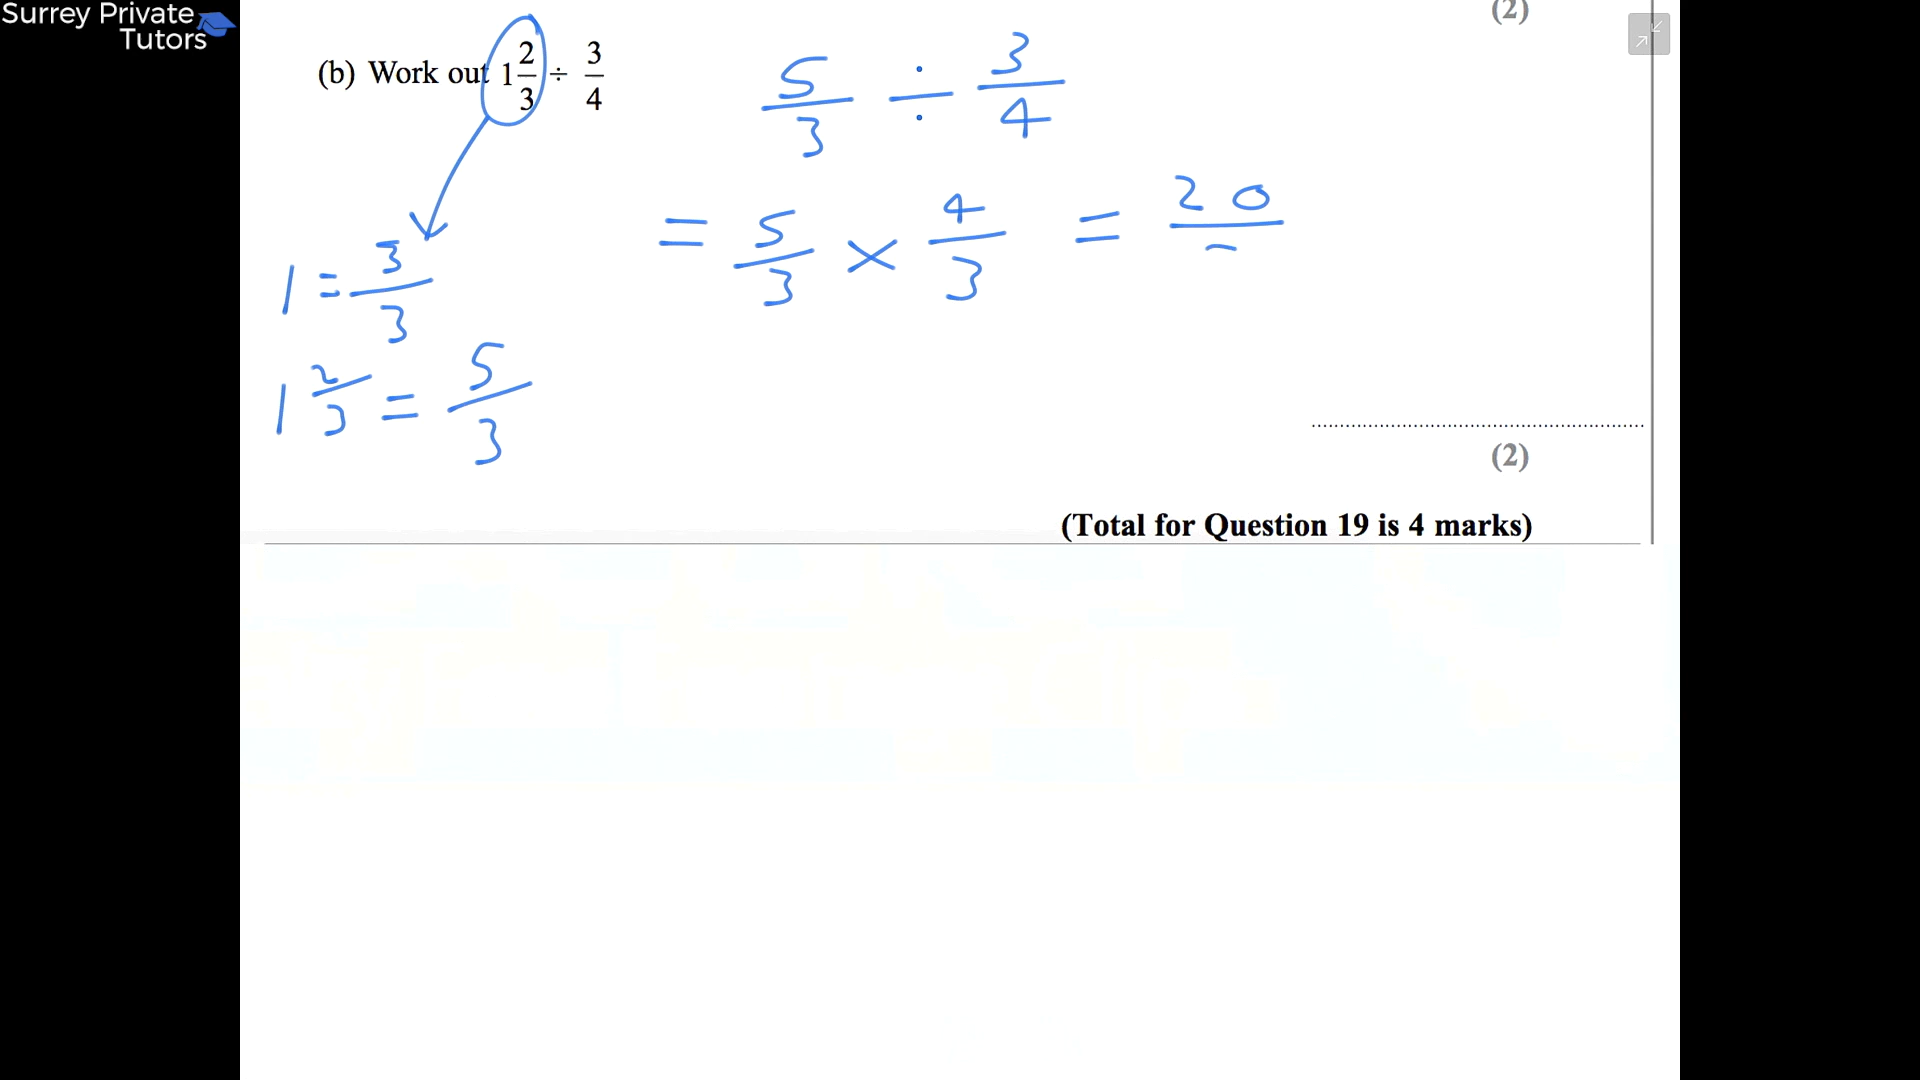 Surrey Private
Tutors
(2)
(b) Work out 1 2/3 ÷ 3/4
5/3 ÷ 3/4
= 5/3 × 4/3 = 20/
1 = 3/3
1 2/3 = 5/3
(2)
(Total for Question 19 is 4 marks)